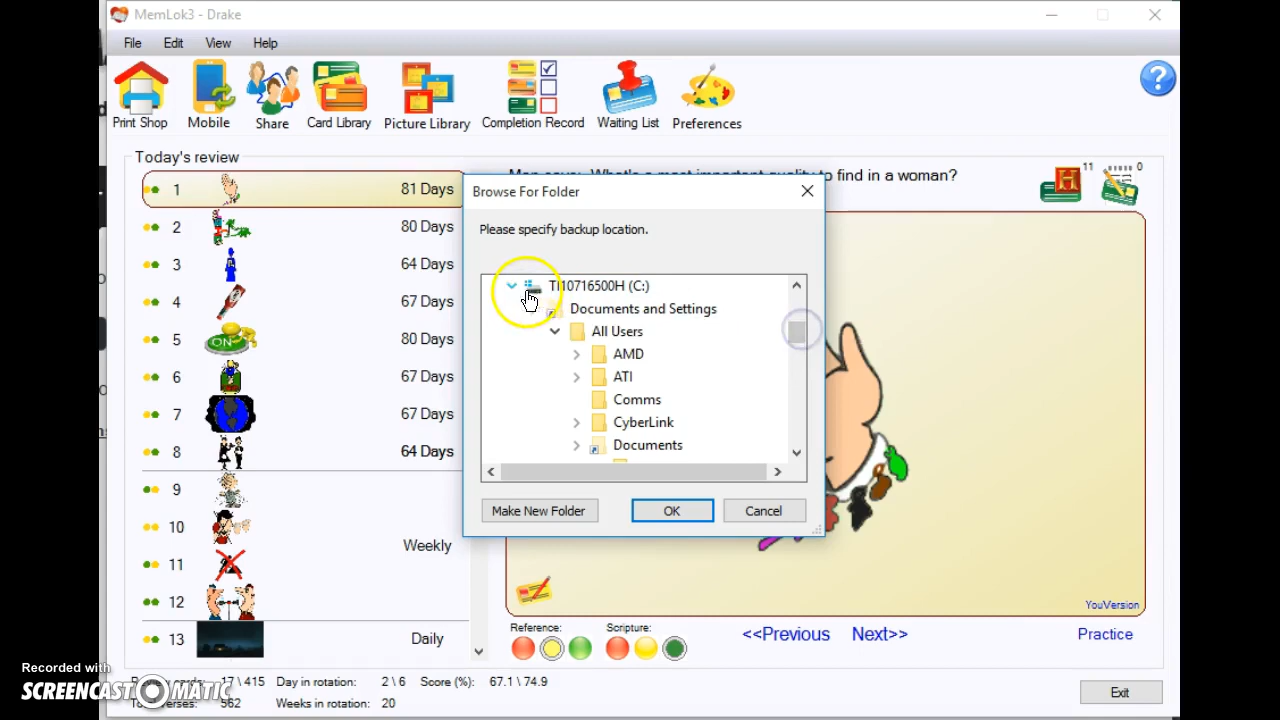 MemLok3 - Drake
File Edit View Help
Print Shop Mobile Share Card Library Picture Library Completion Record Waiting List Preferences
Today's review
1 81 Days
2 80 Days
3 64 Days
4 67 Days
5 ON 80 Days
6 67 Days
7 67 Days
8 64 Days
9
10
Weekly
11
12
13 Daily
What's a most important quality to find in a woman?
H 11 0
Browse For Folder
Please specify backup location.
TI10716500H (C:)
Documents and Settings
All Users
AMD
ATI
Comms
CyberLink
Documents
Make New Folder OK Cancel
YouVersion
Reference: Scripture:
<<Previous Next>> Practice
17 \ 415 Day in rotation: 2 \ 6 Score (%): 67.1 \ 74.9
562 Weeks in rotation: 20
Exit
Recorded with
SCREENCAST-O-MATIC